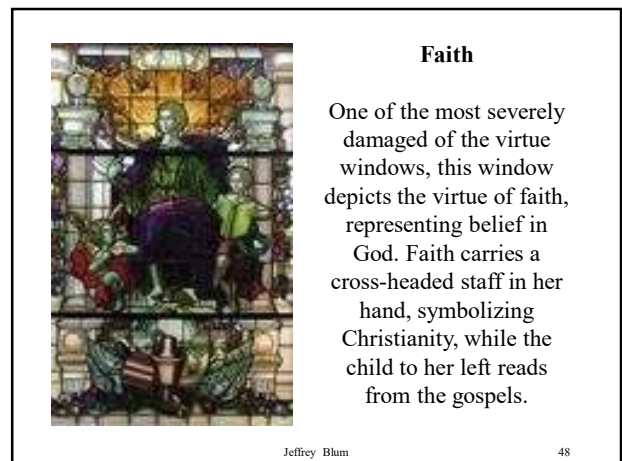 Faith
One of the most severely
damaged of the virtue
windows, this window
depicts the virtue of faith,
representing belief in
God. Faith carries a
cross-headed staff in her
hand, symbolizing
Christianity, while the
child to her left reads
from the gospels.
Jeffrey Blum
48